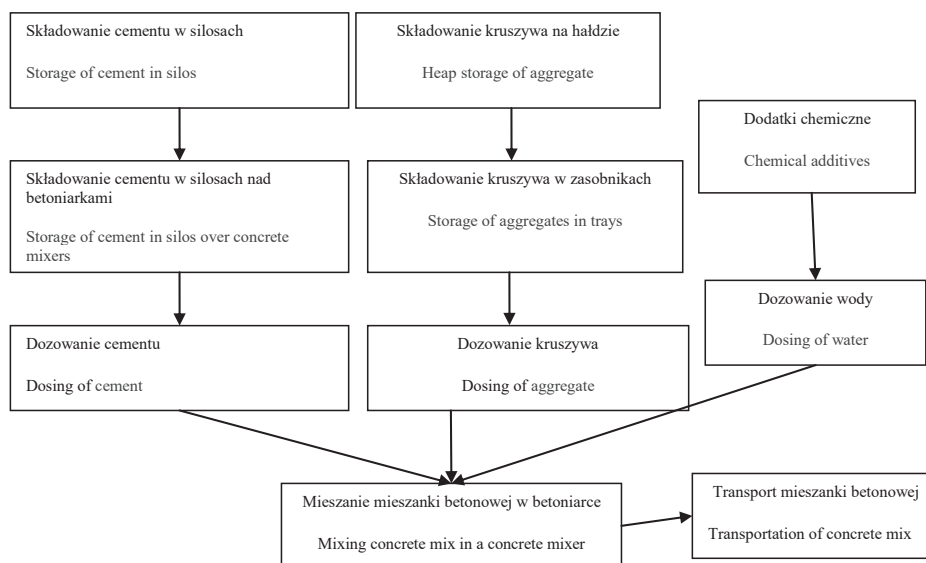 Składowanie cementu w silosach
Storage of cement in silos
Składowanie kruszywa na hałdzie
Heap storage of aggregate
Dodatki chemiczne
Chemical additives
Składowanie cementu w silosach nad
betoniarkami
Storage of cement in silos over concrete
mixers
Składowanie kruszywa w zasobnikach
Storage of aggregates in trays
Dozowanie wody
Dosing of water
Dozowanie cementu
Dosing of cement
Dozowanie kruszywa
Dosing of aggregate
Mieszanie mieszanki betonowej w betoniarce
Mixing concrete mix in a concrete mixer
Transport mieszanki betonowej
Transportation of concrete mix